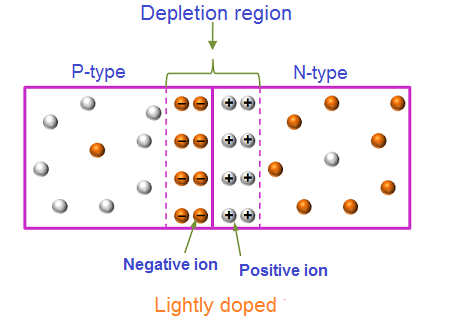 Depletion region
P-type
N-type
− −
+ +
− −
+ +
− −
+ +
− −
+ +
Negative ion
Positive ion
Lightly doped